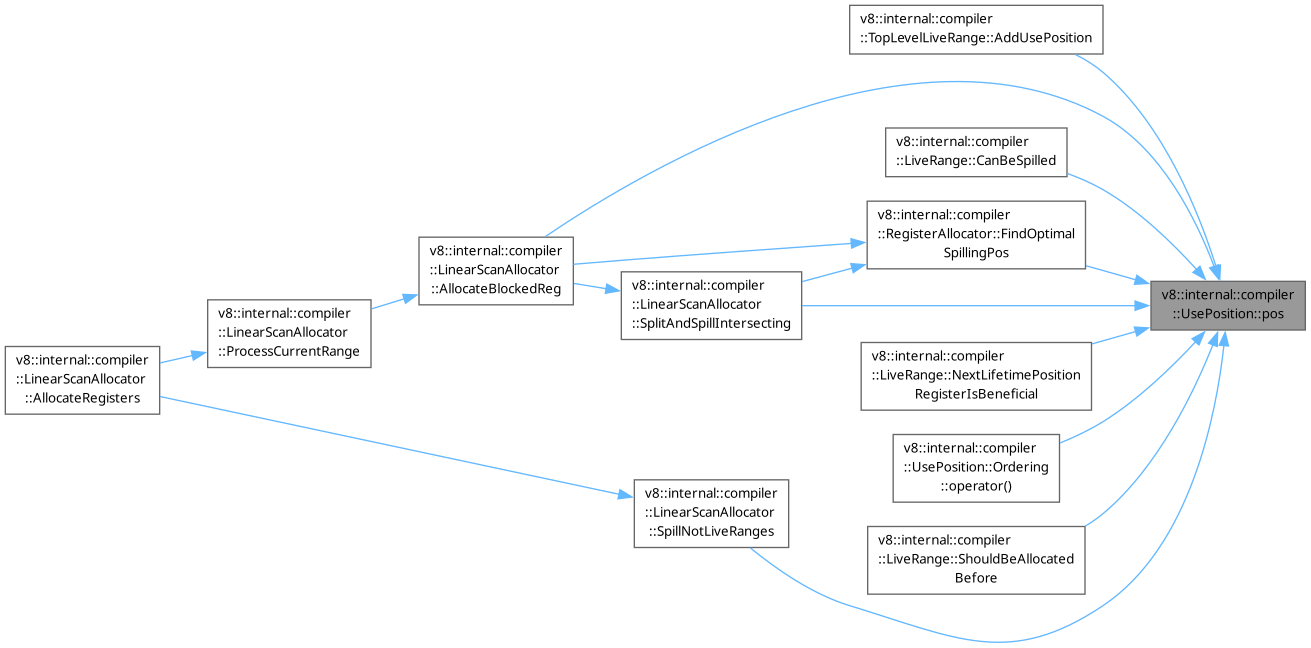 v8::internal::compiler
::TopLevelLiveRange::AddUsePosition
v8::internal::compiler
::LiveRange::CanBeSpilled
v8::internal::compiler
::RegisterAllocator::FindOptimal
SpillingPos
v8::internal::compiler
::LinearScanAllocator
::AllocateBlockedReg
v8::internal::compiler
::LinearScanAllocator
::SplitAndSpillIntersecting
v8::internal::compiler
::UsePosition::pos
v8::internal::compiler
::LinearScanAllocator
::ProcessCurrentRange
v8::internal::compiler
::LinearScanAllocator
::AllocateRegisters
v8::internal::compiler
::LiveRange::NextLifetimePosition
RegisterIsBeneficial
v8::internal::compiler
::UsePosition::Ordering
::operator()
v8::internal::compiler
::LinearScanAllocator
::SpillNotLiveRanges
v8::internal::compiler
::LiveRange::ShouldBeAllocated
Before